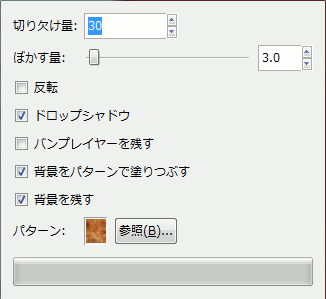 切り欠け量: 30
ぼかす量: 3.0
反転
ドロップシャドウ
バンプレイヤーを残す
背景をパターンで塗りつぶす
背景を残す
パターン: 参照(B)...